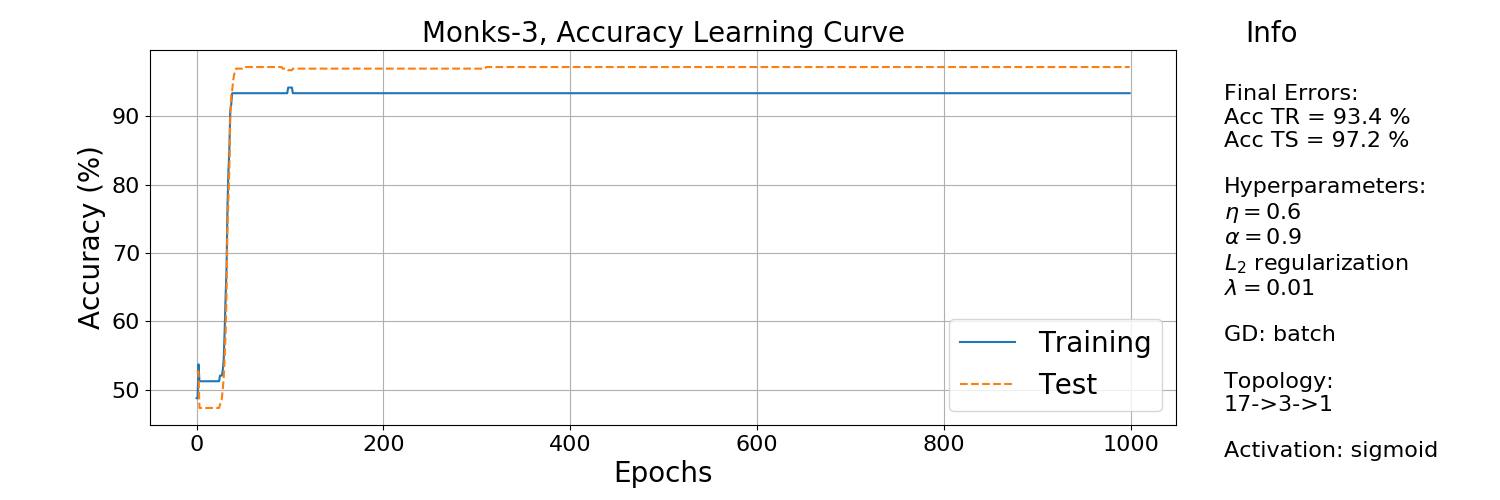 Monks-3, Accuracy Learning Curve
Info
Accuracy (%)
90
80
70
60
50
0 200 400 600 800 1000
Epochs
Training
Test
Final Errors:
Acc TR = 93.4 %
Acc TS = 97.2 %
Hyperparameters:
η = 0.6
α = 0.9
L₂ regularization
λ = 0.01
GD: batch
Topology:
17->3->1
Activation: sigmoid